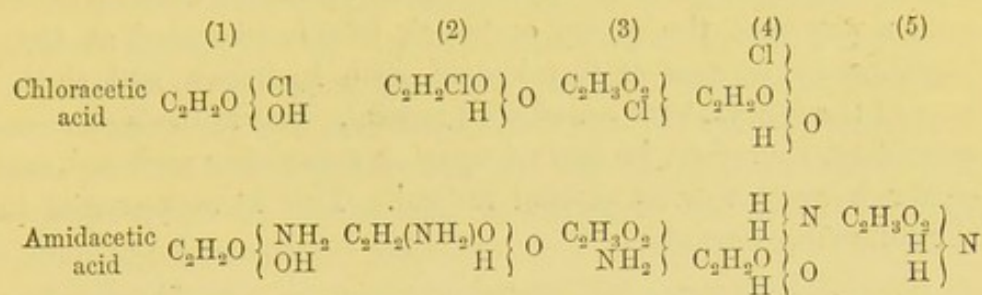 (1) (2) (3) (4) (5)
Cl }
Chloracetic C₂H₂O { Cl C₂H₂ClO } O C₂H₃O₂ } C₂H₂O }
acid { OH H } Cl } H } O
Amidacetic C₂H₂O { NH₂ C₂H₂(NH₂)O } O C₂H₃O₂ } H } N C₂H₃O₂ }
acid { OH H } NH₂ } H } H } N
C₂H₂O } O H }
H }